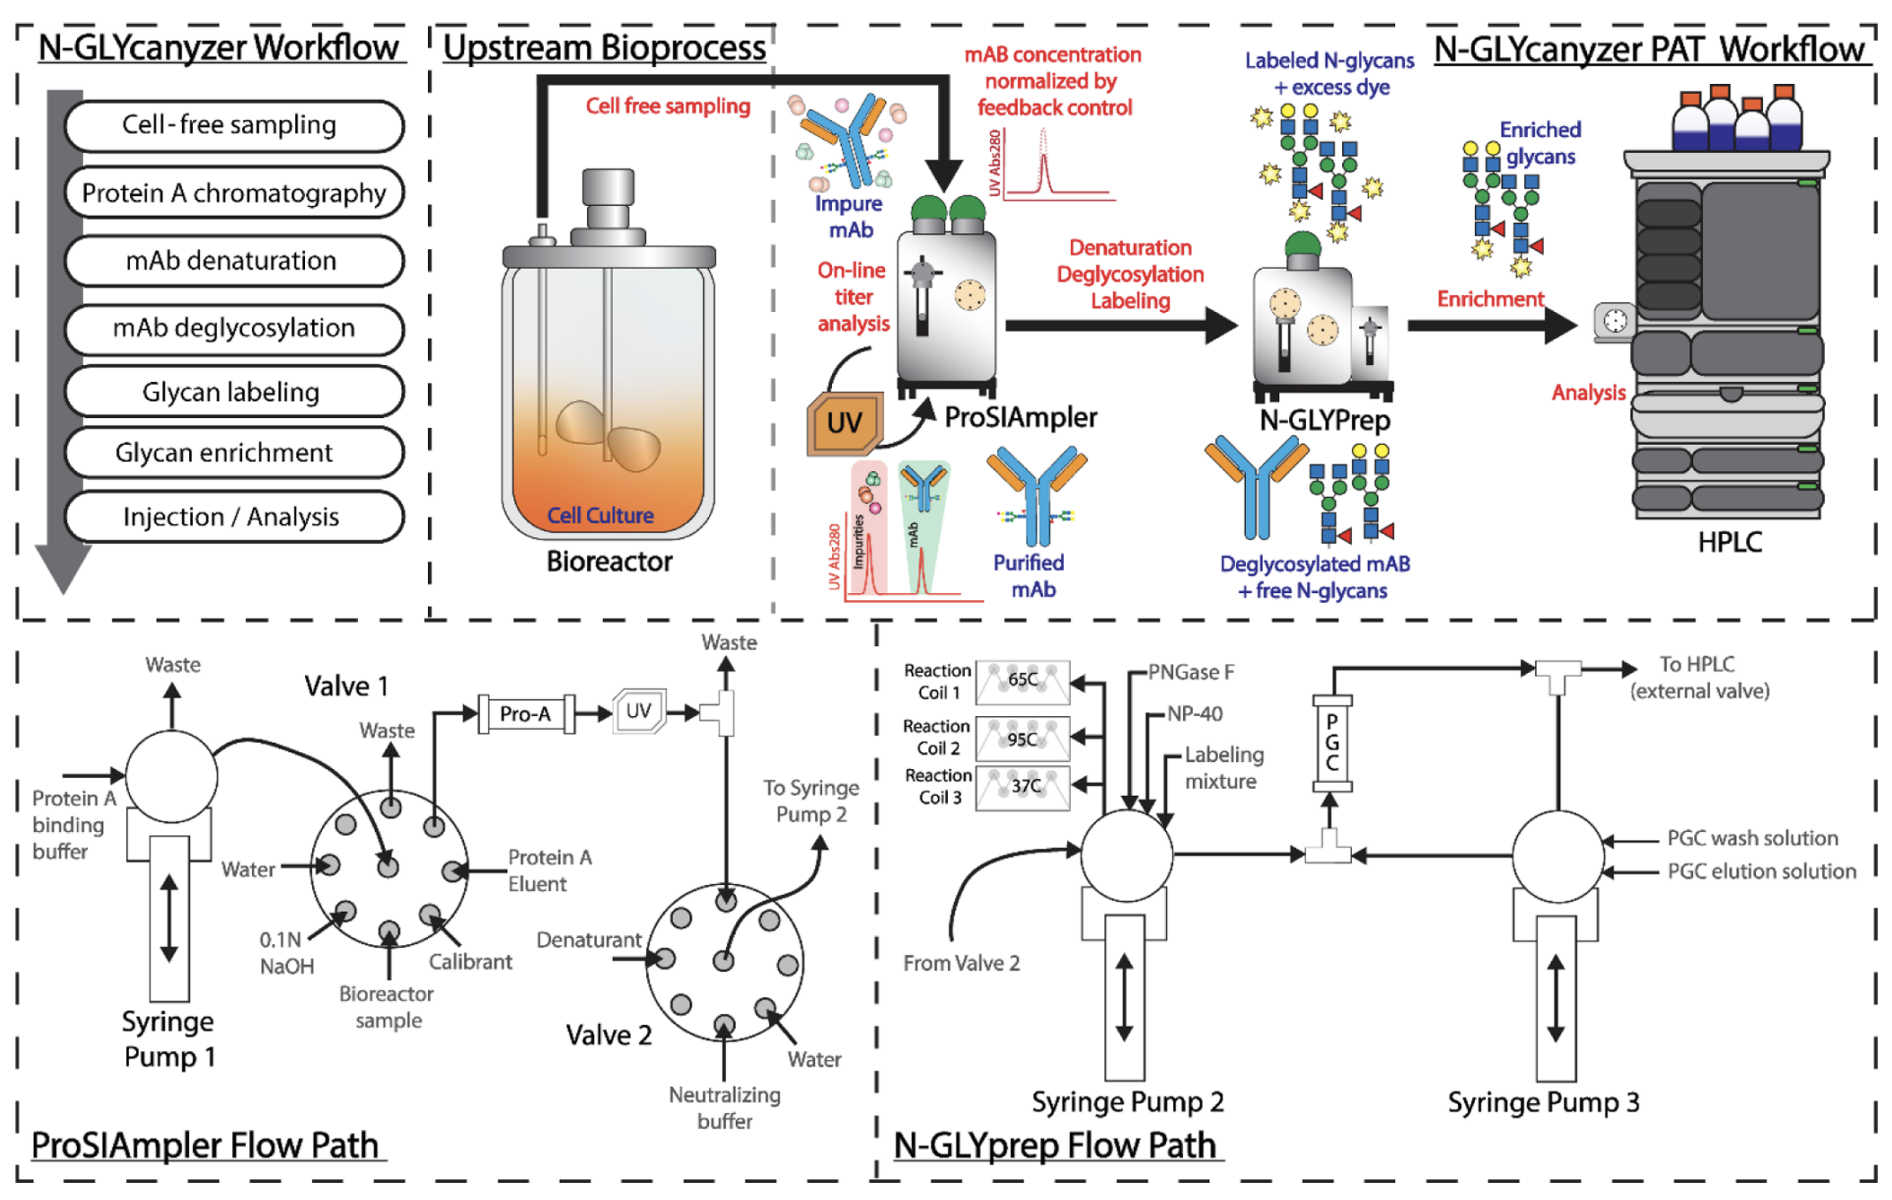 N-GLYcanyzer Workflow
Cell-free sampling
Protein A chromatography
mAb denaturation
mAb deglycosylation
Glycan labeling
Glycan enrichment
Injection / Analysis
Upstream Bioprocess
Cell free sampling
Cell Culture
Bioreactor
N-GLYcanyzer PAT Workflow
mAB concentration
normalized by
feedback control
UV Abs280
Impure
mAb
On-line
titer
analysis
UV
ProSIAmpler
UV Abs280
Impurities
mAb
Purified
mAb
Denaturation
Deglycosylation
Labeling
Labeled N-glycans
+ excess dye
N-GLYPrep
Deglycosylated mAB
+ free N-glycans
Enriched
glycans
Enrichment
Analysis
HPLC
Waste
Protein A
binding
buffer
Syringe
Pump 1
Valve 1
Waste
Water
0.1N
NaOH
Bioreactor
sample
Calibrant
Protein A
Eluent
Pro-A
UV
Waste
To Syringe
Pump 2
Denaturant
Valve 2
Neutralizing
buffer
Water
ProSIAmpler Flow Path
Reaction
Coil 1
65C
Reaction
Coil 2
95C
Reaction
Coil 3
37C
PNGase F
NP-40
Labeling
mixture
From Valve 2
Syringe Pump 2
PGC
To HPLC
(external valve)
PGC wash solution
PGC elution solution
Syringe Pump 3
N-GLYprep Flow Path